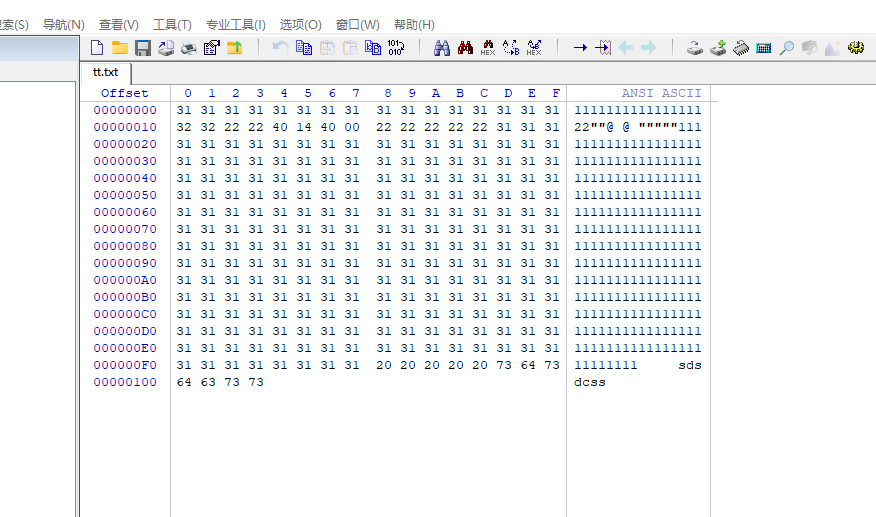 搜索(S) 导航(N) 查看(V) 工具(T) 专业工具(I) 选项(O) 窗口(W) 帮助(H)
tt.txt
Offset 0 1 2 3 4 5 6 7 8 9 A B C D E F ANSI ASCII
00000000 31 31 31 31 31 31 31 31 31 31 31 31 31 31 31 31 1111111111111111
00000010 32 32 22 22 40 14 40 00 22 22 22 22 22 31 31 31 22""@ @ """""111
00000020 31 31 31 31 31 31 31 31 31 31 31 31 31 31 31 31 1111111111111111
00000030 31 31 31 31 31 31 31 31 31 31 31 31 31 31 31 31 1111111111111111
00000040 31 31 31 31 31 31 31 31 31 31 31 31 31 31 31 31 1111111111111111
00000050 31 31 31 31 31 31 31 31 31 31 31 31 31 31 31 31 1111111111111111
00000060 31 31 31 31 31 31 31 31 31 31 31 31 31 31 31 31 1111111111111111
00000070 31 31 31 31 31 31 31 31 31 31 31 31 31 31 31 31 1111111111111111
00000080 31 31 31 31 31 31 31 31 31 31 31 31 31 31 31 31 1111111111111111
00000090 31 31 31 31 31 31 31 31 31 31 31 31 31 31 31 31 1111111111111111
000000A0 31 31 31 31 31 31 31 31 31 31 31 31 31 31 31 31 1111111111111111
000000B0 31 31 31 31 31 31 31 31 31 31 31 31 31 31 31 31 1111111111111111
000000C0 31 31 31 31 31 31 31 31 31 31 31 31 31 31 31 31 1111111111111111
000000D0 31 31 31 31 31 31 31 31 31 31 31 31 31 31 31 31 1111111111111111
000000E0 31 31 31 31 31 31 31 31 31 31 31 31 31 31 31 31 1111111111111111
000000F0 31 31 31 31 31 31 31 31 20 20 20 20 20 73 64 73 11111111     sds
00000100 64 63 73 73 dcss